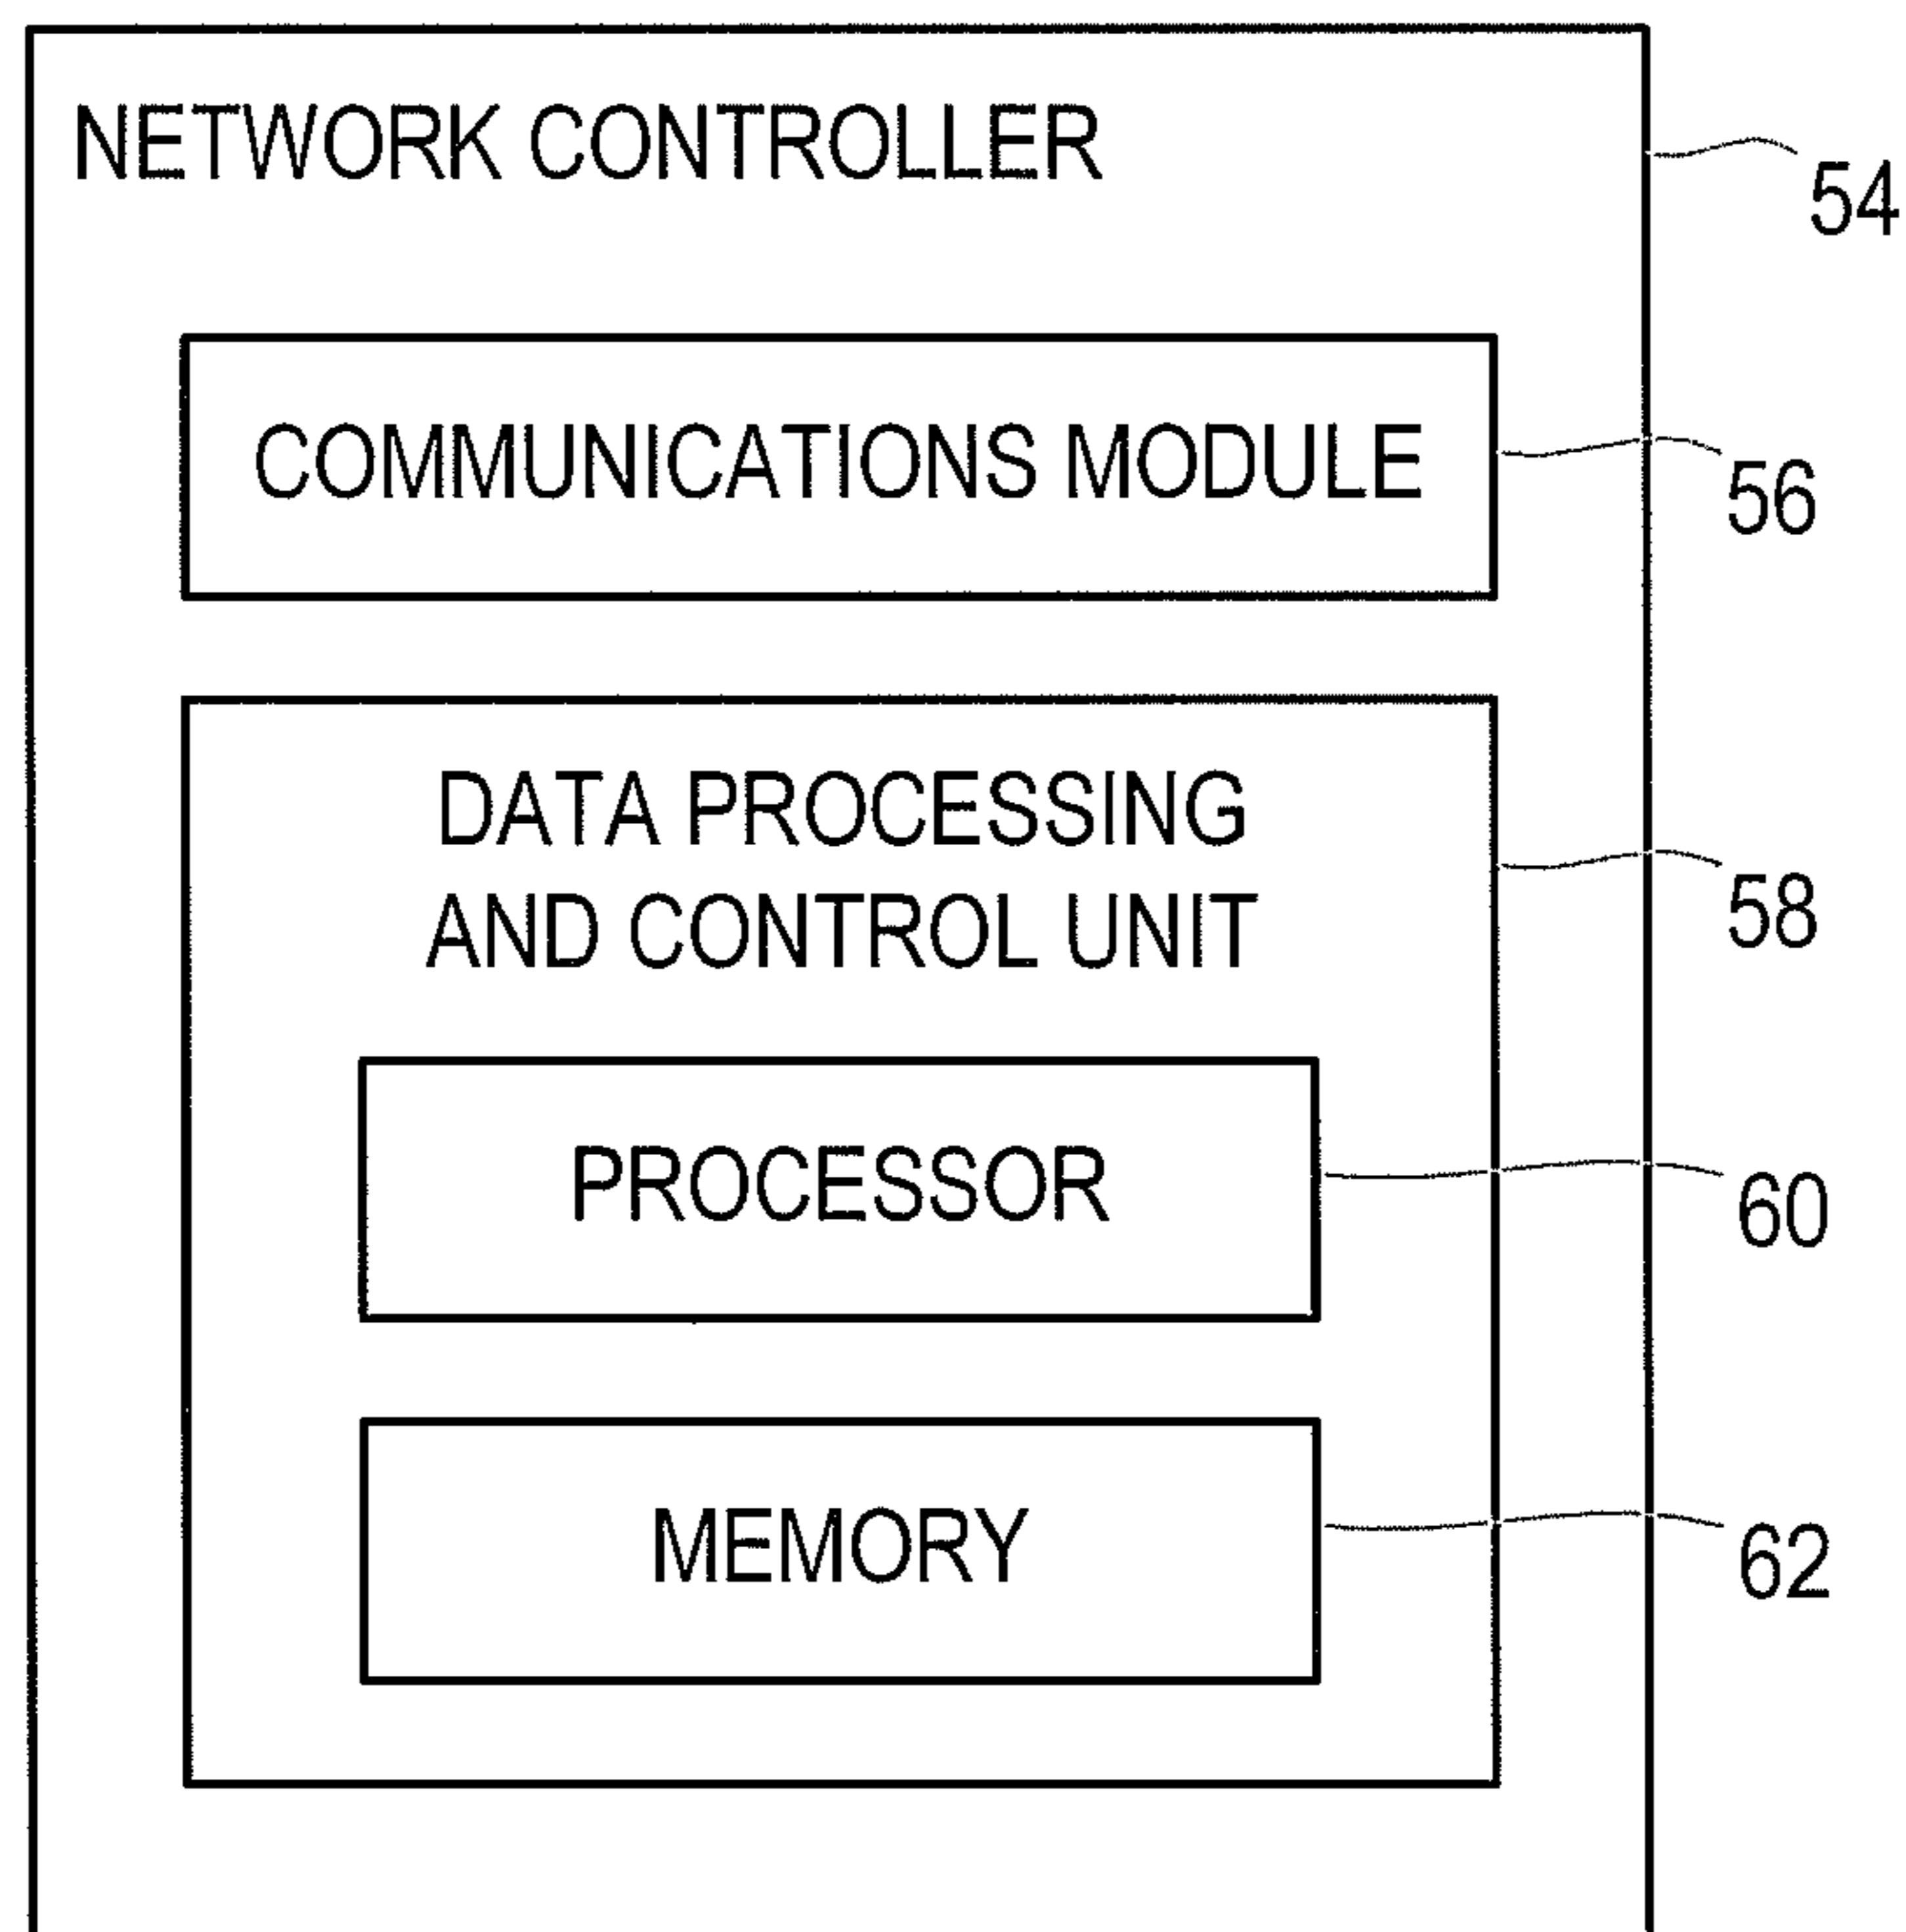 NETWORK CONTROLLER
54
COMMUNICATIONS MODULE
56
DATA PROCESSING
AND CONTROL UNIT
58
PROCESSOR
60
MEMORY
62